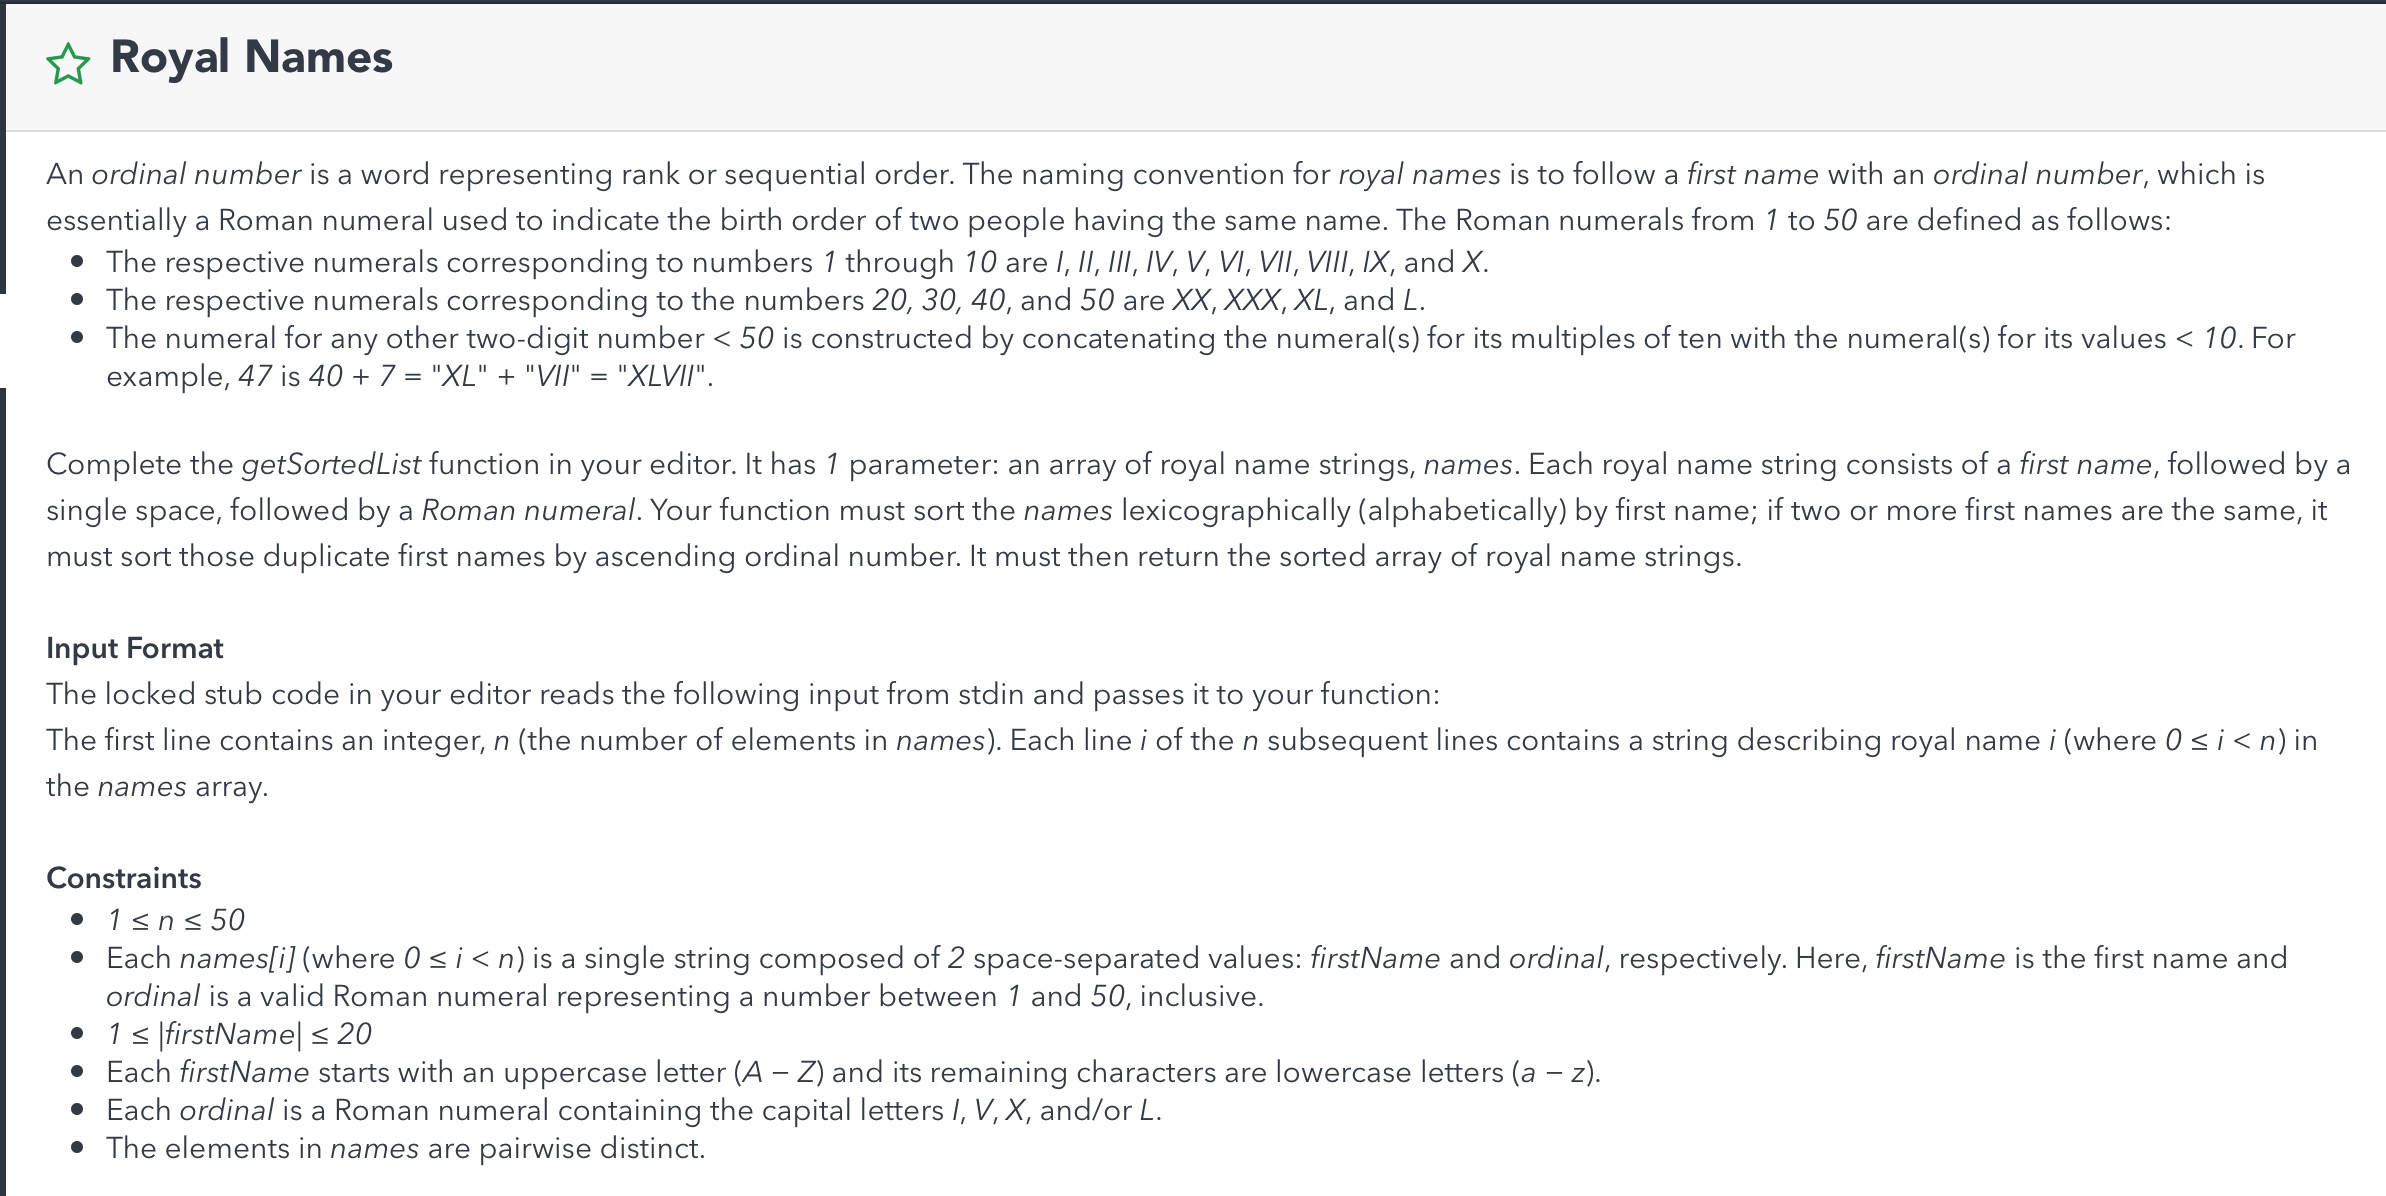 Royal Names
An ordinal number is a word representing rank or sequential order. The naming convention for royal names is to follow a first name with an ordinal number, which is
essentially a Roman numeral used to indicate the birth order of two people having the same name. The Roman numerals from 1 to 50 are defined as follows:
• The respective numerals corresponding to numbers 1 through 10 are I, II, III, IV, V, VI, VII, VIII, IX, and X.
• The respective numerals corresponding to the numbers 20, 30, 40, and 50 are XX, XXX, XL, and L.
• The numeral for any other two-digit number < 50 is constructed by concatenating the numeral(s) for its multiples of ten with the numeral(s) for its values < 10. For
example, 47 is 40 + 7 = "XL" + "VII" = "XLVII".
Complete the getSortedList function in your editor. It has 1 parameter: an array of royal name strings, names. Each royal name string consists of a first name, followed by a
single space, followed by a Roman numeral. Your function must sort the names lexicographically (alphabetically) by first name; if two or more first names are the same, it
must sort those duplicate first names by ascending ordinal number. It must then return the sorted array of royal name strings.
Input Format
The locked stub code in your editor reads the following input from stdin and passes it to your function:
The first line contains an integer, n (the number of elements in names). Each line i of the n subsequent lines contains a string describing royal name i (where 0 ≤ i < n) in
the names array.
Constraints
• 1 ≤ n ≤ 50
• Each names[i] (where 0 ≤ i < n) is a single string composed of 2 space-separated values: firstName and ordinal, respectively. Here, firstName is the first name and
ordinal is a valid Roman numeral representing a number between 1 and 50, inclusive.
• 1 ≤ |firstName| ≤ 20
• Each firstName starts with an uppercase letter (A − Z) and its remaining characters are lowercase letters (a − z).
• Each ordinal is a Roman numeral containing the capital letters I, V, X, and/or L.
• The elements in names are pairwise distinct.